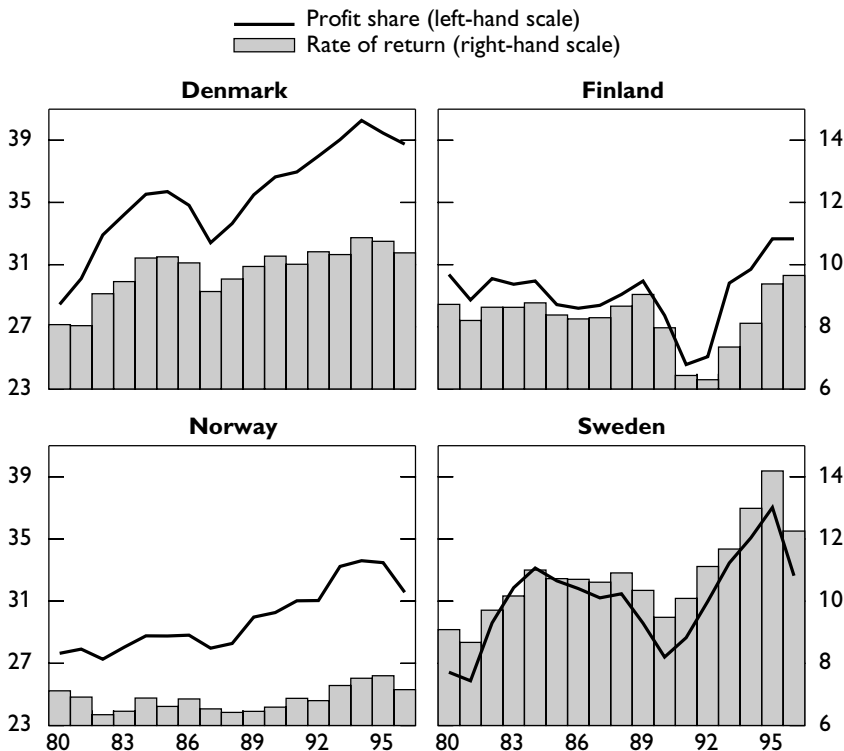 Profit share (left-hand scale)
Rate of return (right-hand scale)
Denmark Finland
39 14
35 12
31 10
27 8
23 6
Norway Sweden
39 14
35 12
31 10
27 8
23 6
80 83 86 89 92 95 80 83 86 89 92 95